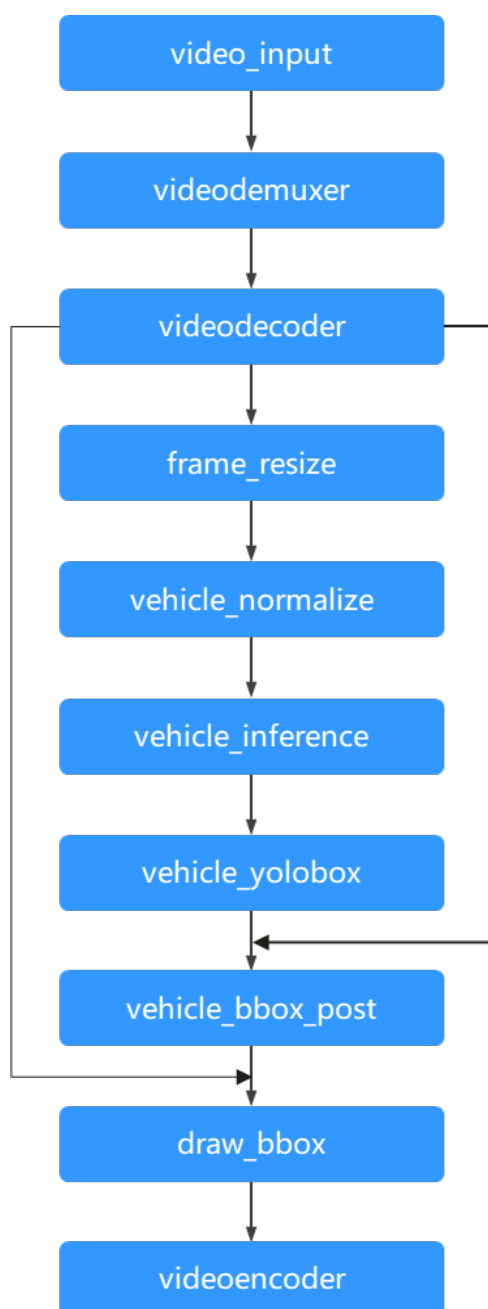 video_input
videodemuxer
videodecoder
frame_resize
vehicle_normalize
vehicle_inference
vehicle_yolobox
vehicle_bbox_post
draw_bbox
videoencoder